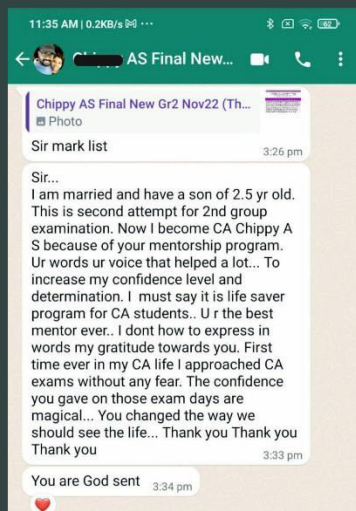 11:35 AM | 0.2KB/s ··· 62
AS Final New...
Chippy AS Final New Gr2 Nov22 (Th...
Photo
Sir mark list
3:26 pm
Sir...
I am married and have a son of 2.5 yr old.
This is second attempt for 2nd group
examination. Now I become CA Chippy A
S because of your mentorship program.
Ur words ur voice that helped a lot... To
increase my confidence level and
determination. I must say it is life saver
program for CA students.. U r the best
mentor ever.. I dont how to express in
words my gratitude towards you. First
time ever in my CA life I approached CA
exams without any fear. The confidence
you gave on those exam days are
magical... You changed the way we
should see the life... Thank you Thank you
Thank you
3:33 pm
You are God sent 3:34 pm